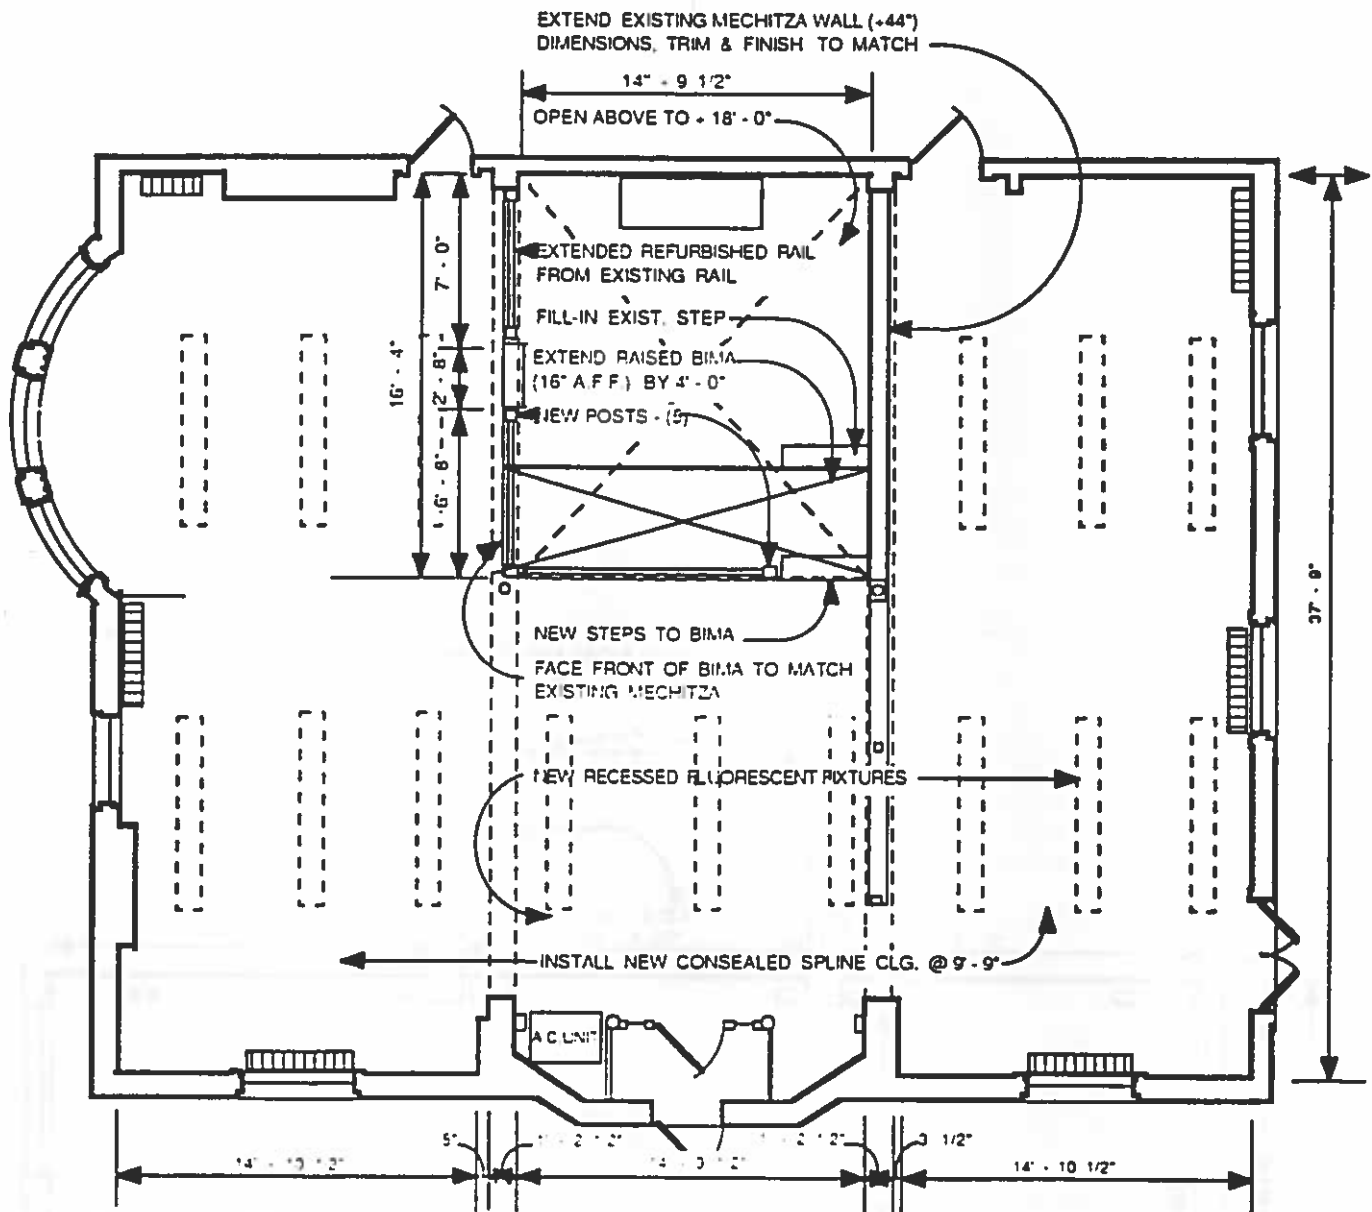 EXTEND EXISTING MECHITZA WALL (+44")
DIMENSIONS, TRIM & FINISH TO MATCH
14" - 9 1/2"
OPEN ABOVE TO + 18' - 0"
EXTENDED REFURBISHED RAIL
FROM EXISTING RAIL
7' - 0"
FILL-IN EXIST. STEP
16' - 4"
2' - 8"
EXTEND RAISED BIMA
(16" A.F.F.) BY 4' - 0"
NEW POSTS - (5)
6' - 8"
37' - 9"
NEW STEPS TO BIMA
FACE FRONT OF BIMA TO MATCH
EXISTING MECHITZA
NEW RECESSED FLUORESCENT FIXTURES
INSTALL NEW CONSEALED SPLINE CLG. @ 9' - 9"
A.C. UNIT
5"
3 1/2"
14' - 10 1/2"
14' - 10 1/2"